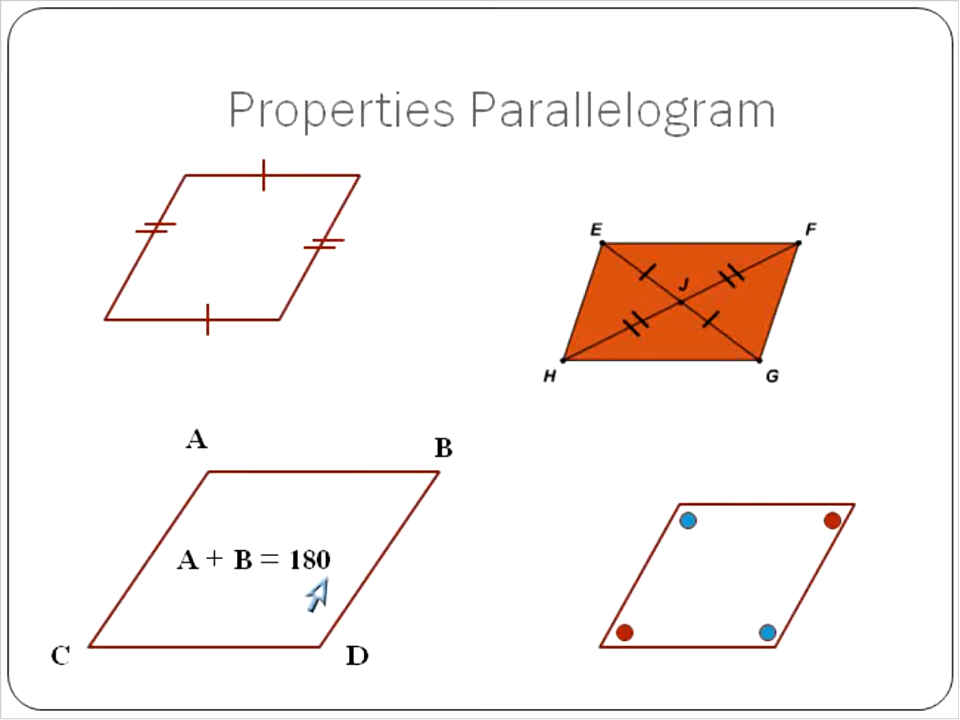 Properties Parallelogram
E
F
J
H
G
A
B
A + B = 180
C
D